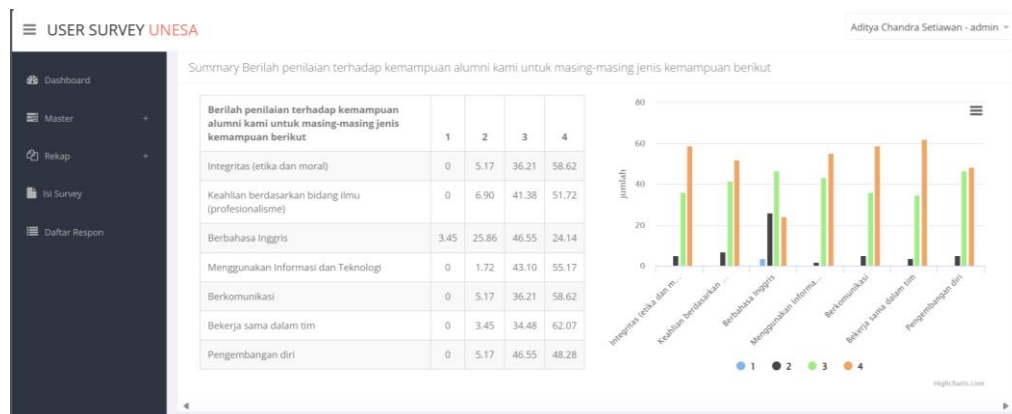 USER SURVEY UNESA
Aditya Chandra Setiawan - admin
Dashboard
Master +
Rekap +
Isi Survey
Daftar Respon
Summary Berilah penilaian terhadap kemampuan alumni kami untuk masing-masing jenis kemampuan berikut
Berilah penilaian terhadap kemampuan
alumni kami untuk masing-masing jenis
kemampuan berikut 1 2 3 4
Integritas (etika dan moral) 0 5.17 36.21 58.62
Keahlian berdasarkan bidang ilmu
(profesionalisme) 0 6.90 41.38 51.72
Berbahasa Inggris 3.45 25.86 46.55 24.14
Menggunakan Informasi dan Teknologi 0 1.72 43.10 55.17
Berkomunikasi 0 5.17 36.21 58.62
Bekerja sama dalam tim 0 3.45 34.48 62.07
Pengembangan diri 0 5.17 46.55 48.28
jumlah
80
60
40
20
0
Integritas (etika dan m...
Keahlian berdasarkan ...
Berbahasa Inggris
Menggunakan Informa...
Berkomunikasi
Bekerja sama dalam tim
Pengembangan diri
1 2 3 4
Highcharts.com